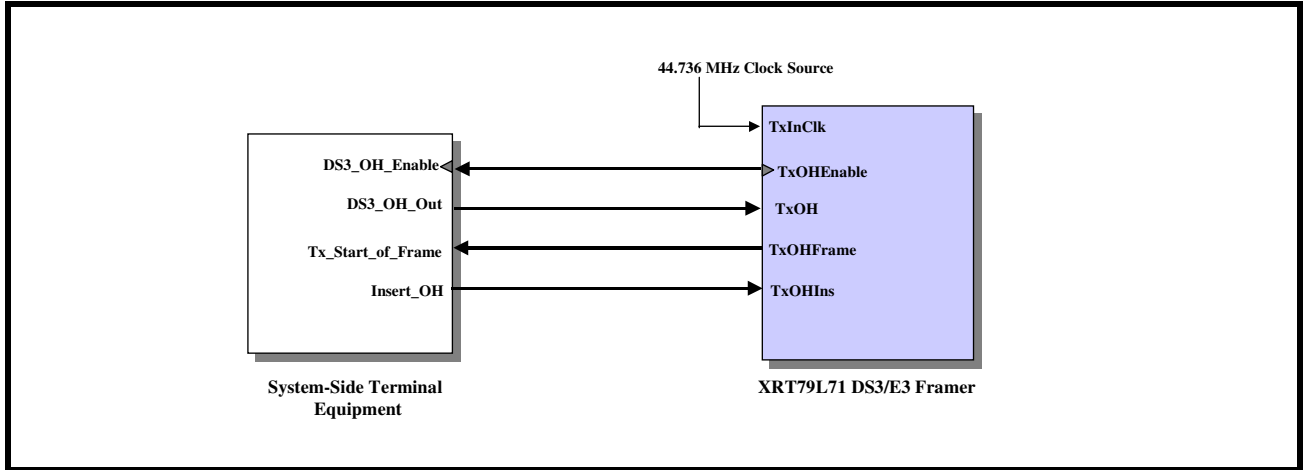 44.736 MHz Clock Source
TxInClk
DS3_OH_Enable
TxOHEnable
DS3_OH_Out
TxOH
Tx_Start_of_Frame
TxOHFrame
Insert_OH
TxOHIns
System-Side Terminal
Equipment
XRT79L71 DS3/E3 Framer